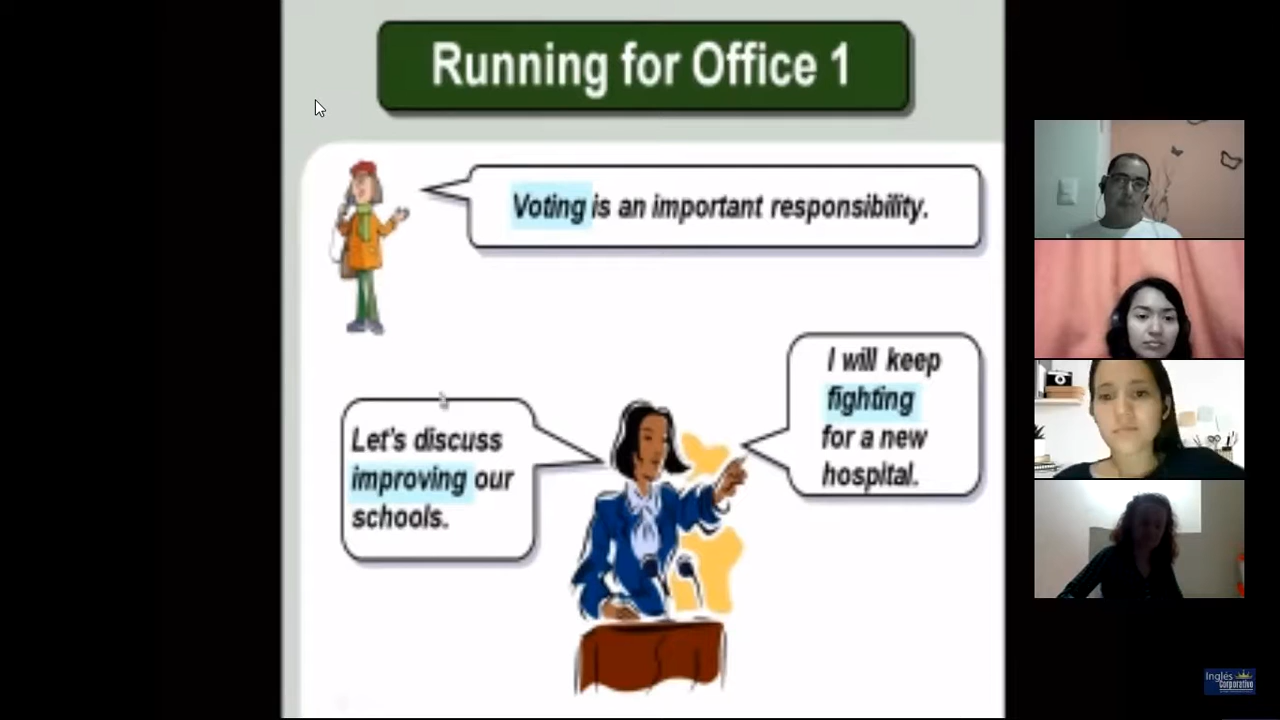 Running for Office 1
Voting is an important responsibility.
I will keep
fighting
for a new
hospital.
Let's discuss
improving our
schools.
Inglés
Corporativo